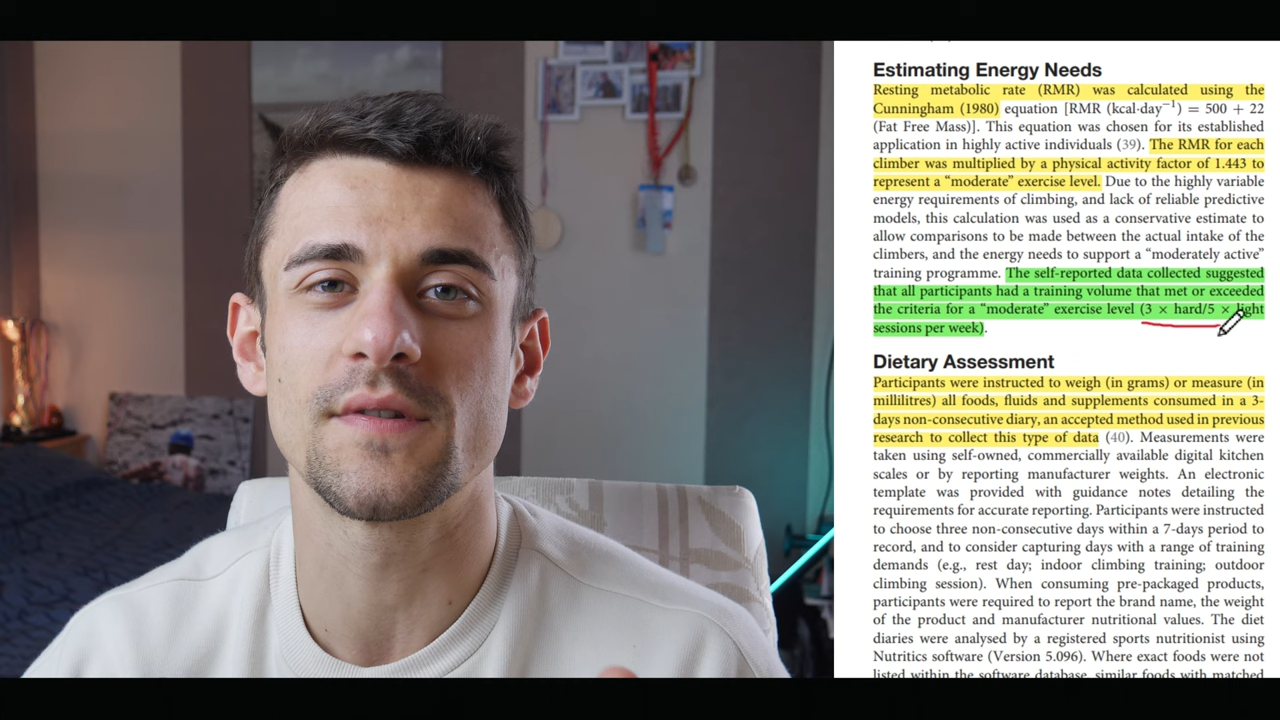 Estimating Energy Needs
Resting metabolic rate (RMR) was calculated using the
Cunningham (1980) equation [RMR (kcal·day⁻¹) = 500 + 22
(Fat Free Mass)]. This equation was chosen for its established
application in highly active individuals (39). The RMR for each
climber was multiplied by a physical activity factor of 1.443 to
represent a “moderate” exercise level. Due to the highly variable
energy requirements of climbing, and lack of reliable predictive
models, this calculation was used as a conservative estimate to
allow comparisons to be made between the actual intake of the
climbers, and the energy needs to support a “moderately active”
training programme. The self-reported data collected suggested
that all participants had a training volume that met or exceeded
the criteria for a “moderate” exercise level (3 × hard/5 × light
sessions per week).
Dietary Assessment
Participants were instructed to weigh (in grams) or measure (in
millilitres) all foods, fluids and supplements consumed in a 3-
days non-consecutive diary, an accepted method used in previous
research to collect this type of data (40). Measurements were
taken using self-owned, commercially available digital kitchen
scales or by reporting manufacturer weights. An electronic
template was provided with guidance notes detailing the
requirements for accurate reporting. Participants were instructed
to choose three non-consecutive days within a 7-days period to
record, and to consider capturing days with a range of training
demands (e.g., rest day; indoor climbing training; outdoor
climbing session). When consuming pre-packaged products,
participants were required to report the brand name, the weight
of the product and manufacturer nutritional values. The diet
diaries were analysed by a registered sports nutritionist using
Nutritics software (Version 5.096). Where exact foods were not
listed within the software database, similar foods with matched